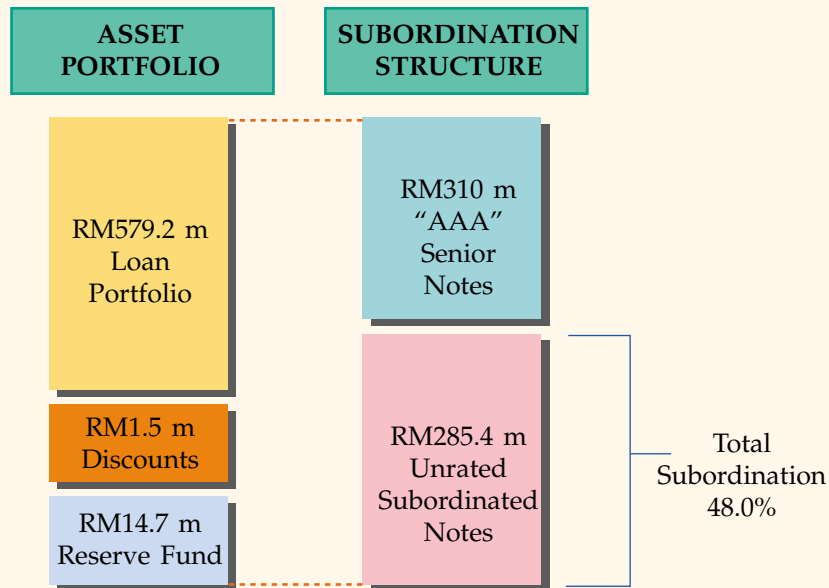 ASSET
PORTFOLIO
SUBORDINATION
STRUCTURE
RM579.2 m
Loan
Portfolio
RM1.5 m
Discounts
RM14.7 m
Reserve Fund
RM310 m
“AAA”
Senior
Notes
RM285.4 m
Unrated
Subordinated
Notes
Total
Subordination
48.0%